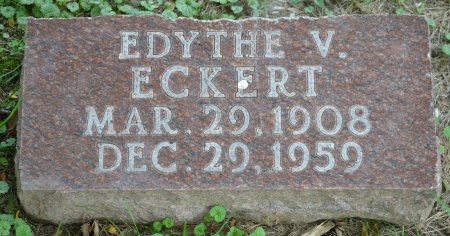 EDYTHE V.
ECKERT
MAR. 29, 1908
DEC. 29, 1959